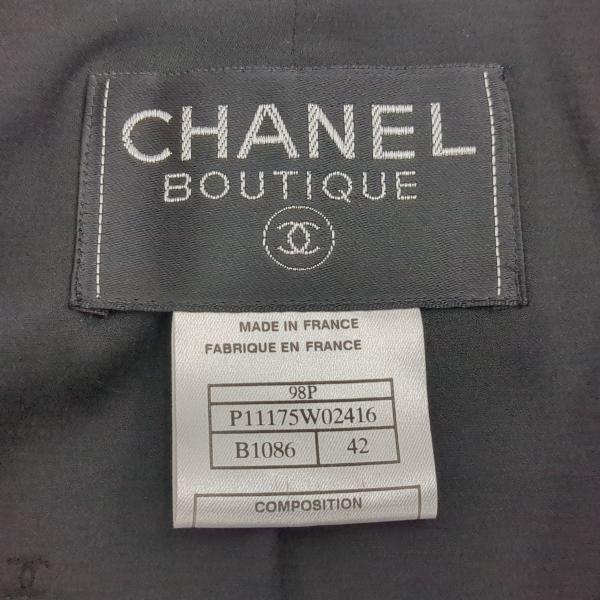 CHANEL
BOUTIQUE
MADE IN FRANCE
FABRIQUE EN FRANCE
98P
P11175W02416
B1086 42
COMPOSITION